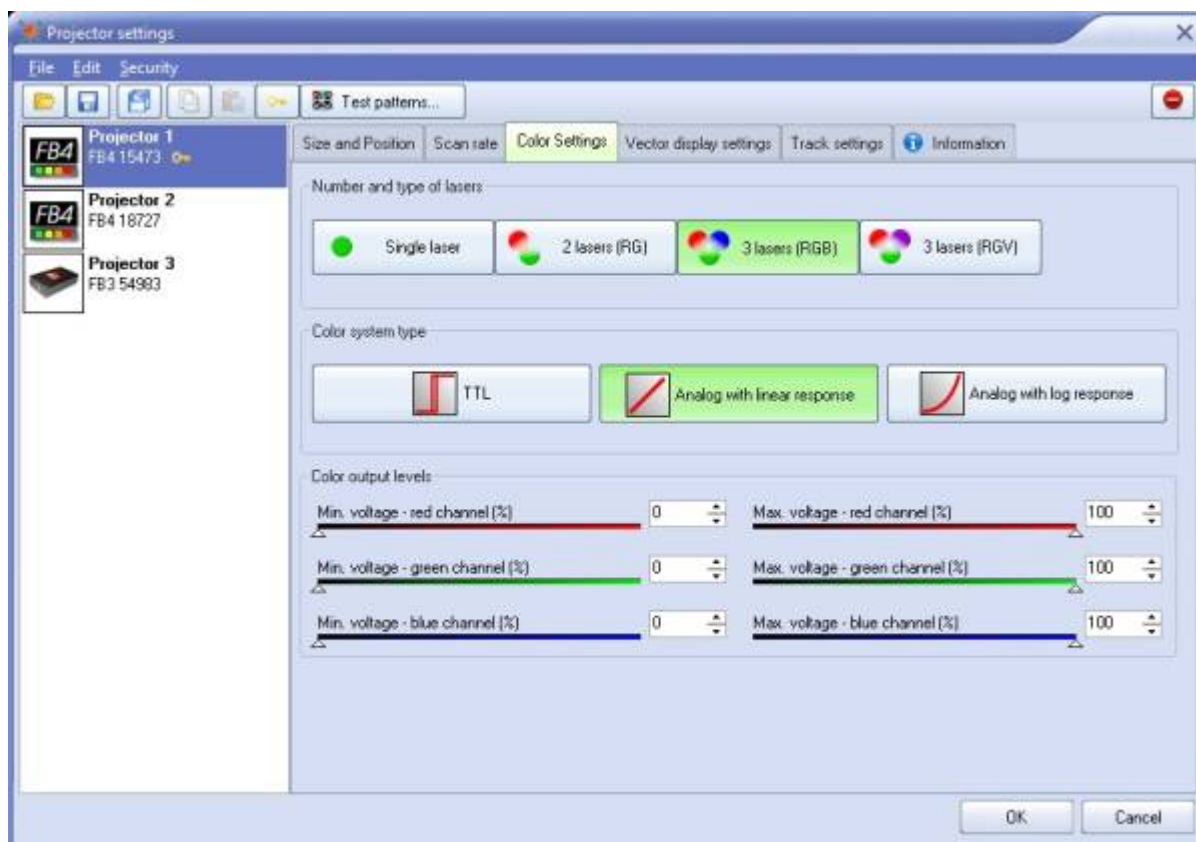 Projector settings
File Edit Security
Test patterns...
FB4
Projector 1
FB4 15473
FB4
Projector 2
FB4 18727
Projector 3
FB3 54983
Size and Position
Scan rate
Color Settings
Vector display settings
Track settings
Information
Number and type of lasers
Single laser
2 lasers (RG)
3 lasers (RGB)
3 lasers (RGV)
Color system type
TTL
Analog with linear response
Analog with log response
Color output levels
Min. voltage - red channel (%) 0
Max. voltage - red channel (%) 100
Min. voltage - green channel (%) 0
Max. voltage - green channel (%) 100
Min. voltage - blue channel (%) 0
Max. voltage - blue channel (%) 100
OK
Cancel